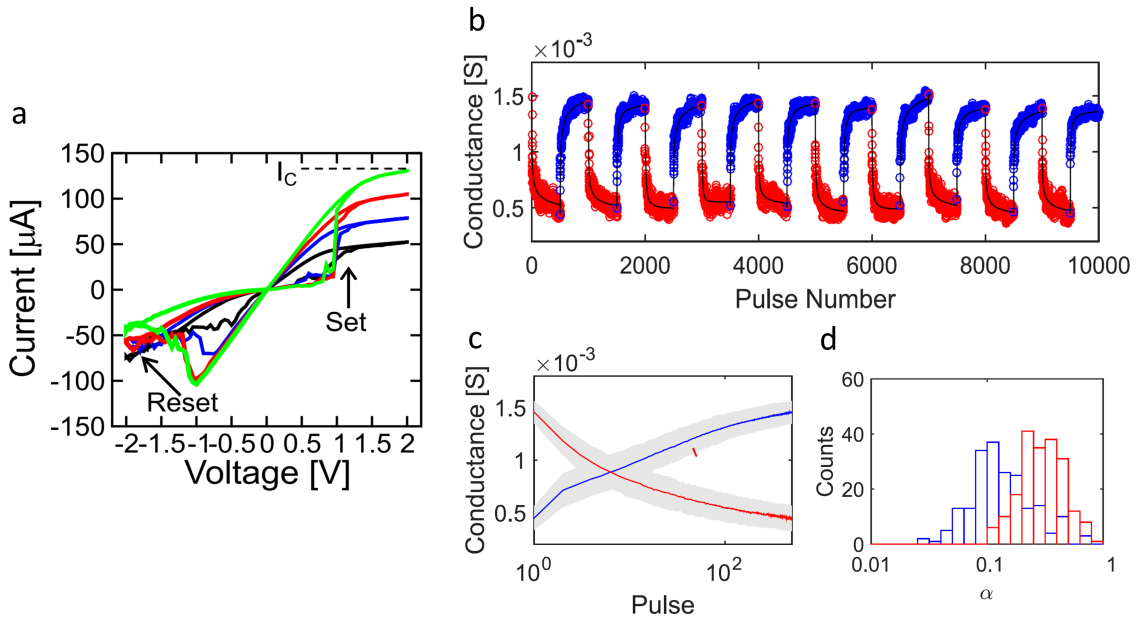 a
150
100
50
0
-50
-100
-150
Current [µA]
I_C
Set
Reset
-2 -1.5 -1 -0.5 0 0.5 1 1.5 2
Voltage [V]
b
×10⁻³
1.5
1
0.5
Conductance [S]
0 2000 4000 6000 8000 10000
Pulse Number
c
×10⁻³
1.5
1
0.5
Conductance [S]
10⁰ 10²
Pulse
d
60
40
20
0
Counts
0.01 0.1 1
α